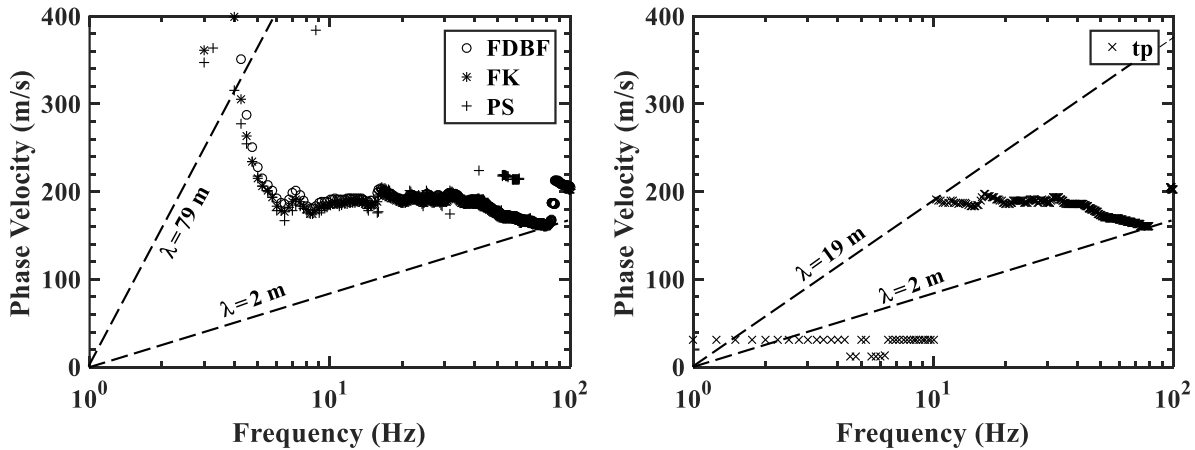 400
300
200
100
0
Phase Velocity (m/s)
10^0
10^1
10^2
Frequency (Hz)
FDBF
FK
PS
λ=79 m
λ=2 m
400
300
200
100
0
Phase Velocity (m/s)
10^0
10^1
10^2
Frequency (Hz)
tp
λ=19 m
λ=2 m